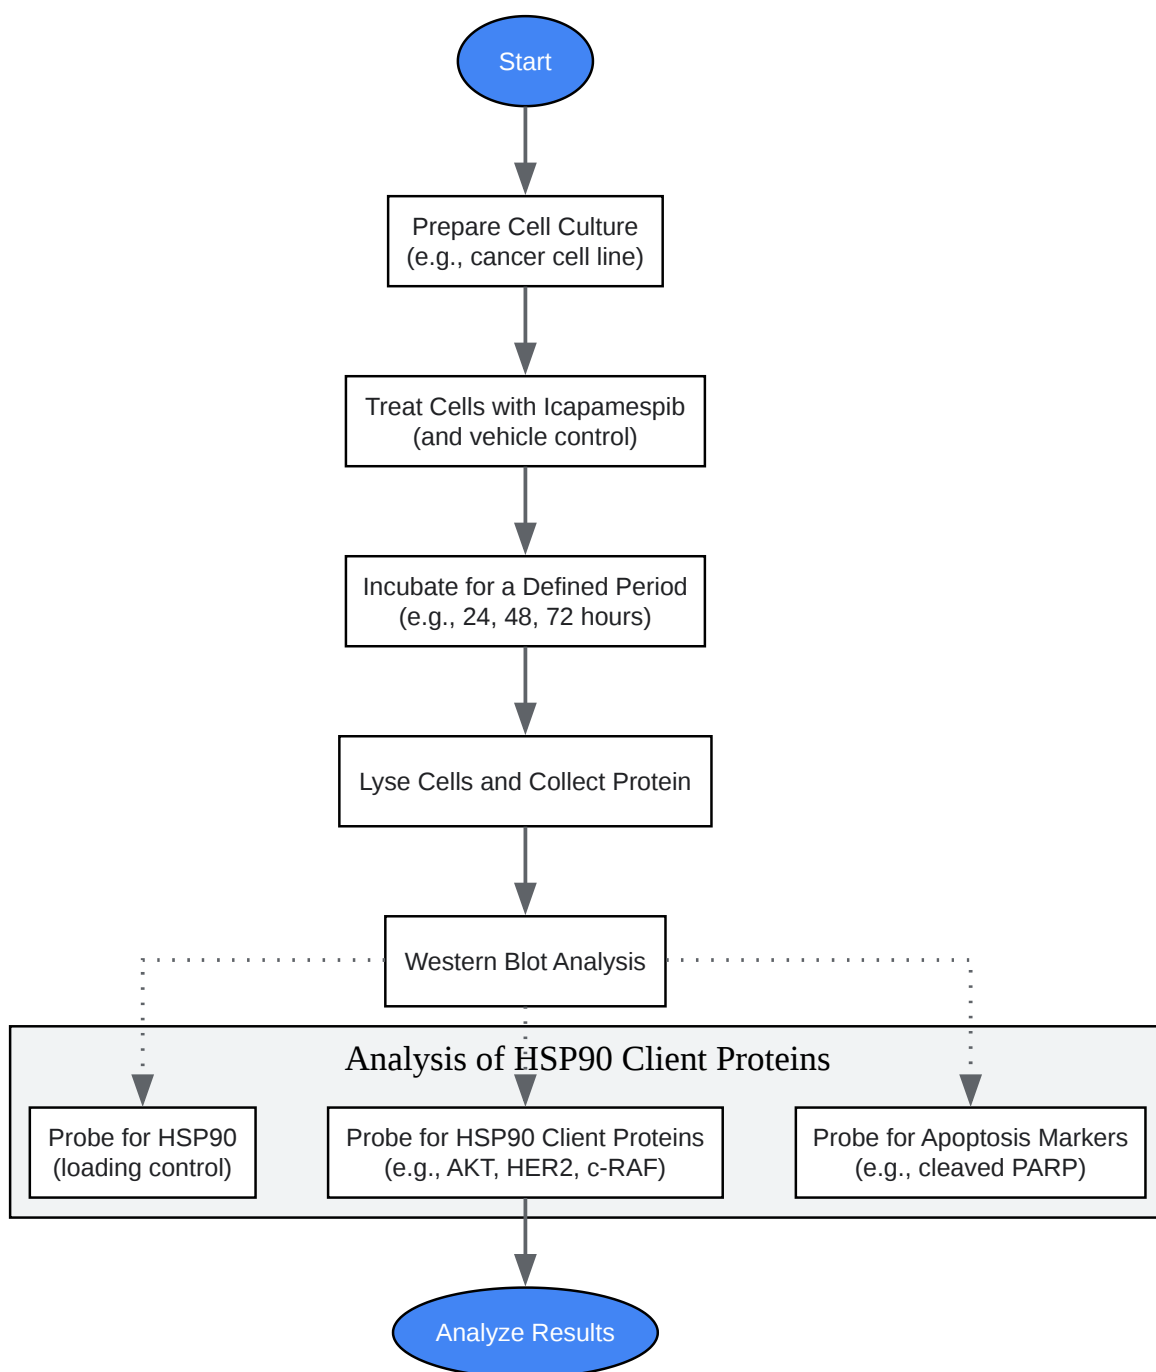 Start
Prepare Cell Culture
(e.g., cancer cell line)
Treat Cells with Icapamespib
(and vehicle control)
Incubate for a Defined Period
(e.g., 24, 48, 72 hours)
Lyse Cells and Collect Protein
Western Blot Analysis
Analysis of HSP90 Client Proteins
Probe for HSP90
(loading control)
Probe for HSP90 Client Proteins
(e.g., AKT, HER2, c-RAF)
Probe for Apoptosis Markers
(e.g., cleaved PARP)
Analyze Results